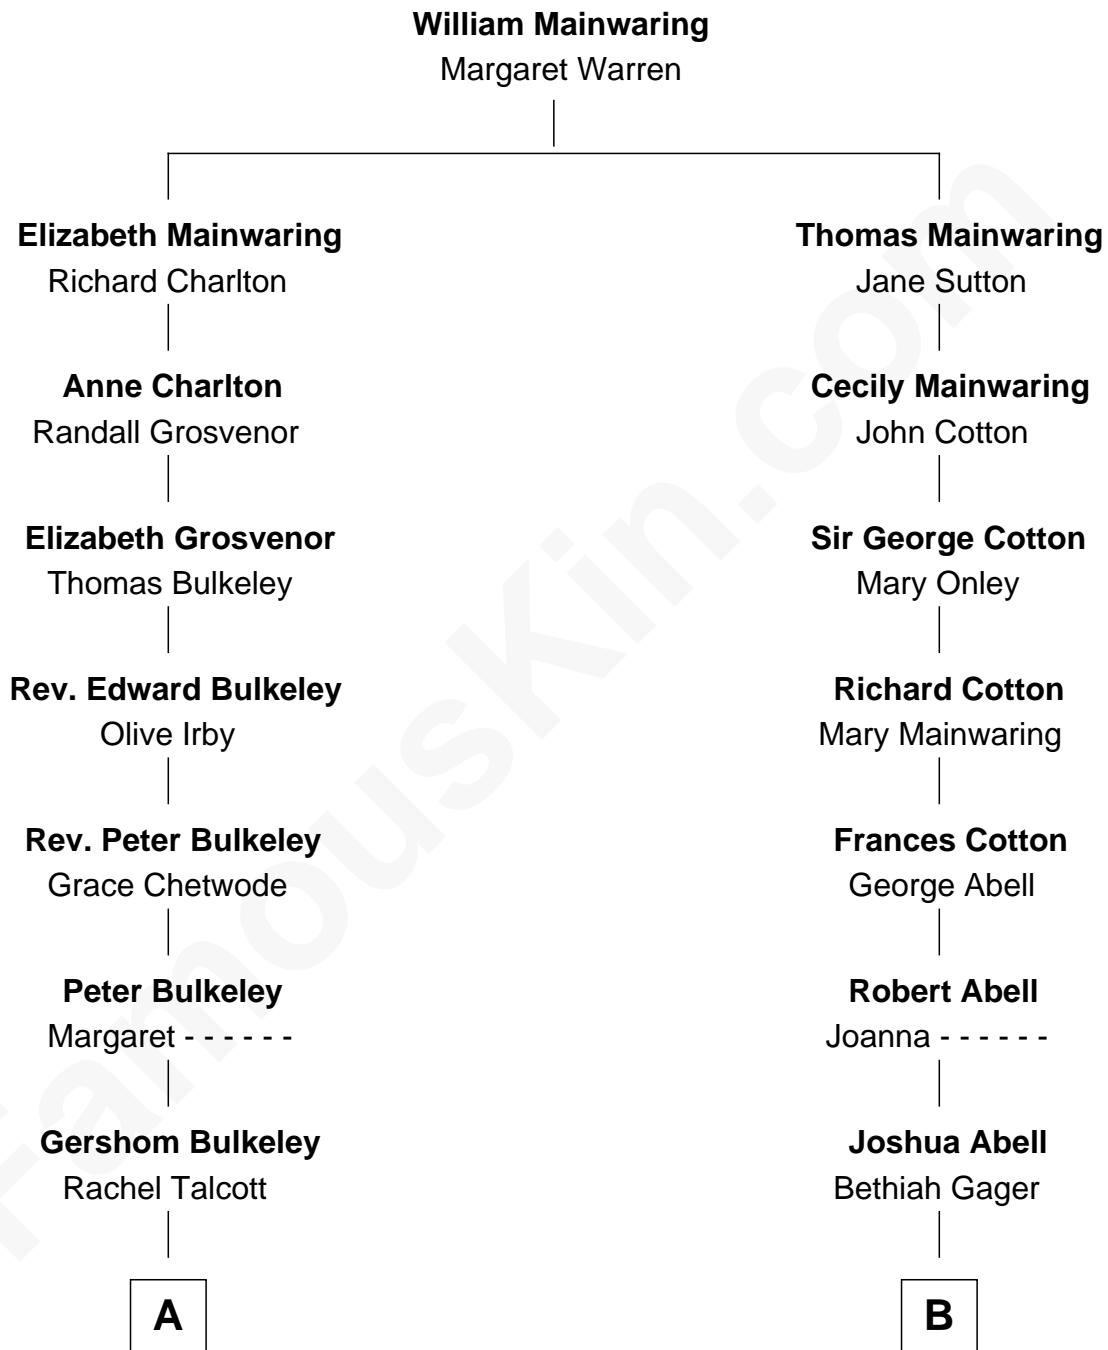 William Mainwaring
Margaret Warren
Elizabeth Mainwaring
Richard Charlton
Thomas Mainwaring
Jane Sutton
Anne Charlton
Randall Grosvenor
Cecily Mainwaring
John Cotton
Elizabeth Grosvenor
Thomas Bulkeley
Sir George Cotton
Mary Onley
Rev. Edward Bulkeley
Olive Irby
Richard Cotton
Mary Mainwaring
Rev. Peter Bulkeley
Grace Chetwode
Frances Cotton
George Abell
Peter Bulkeley
Margaret - - - - - -
Robert Abell
Joanna - - - - - -
Gershom Bulkeley
Rachel Talcott
Joshua Abell
Bethiah Gager
A
B
FamousKin.com